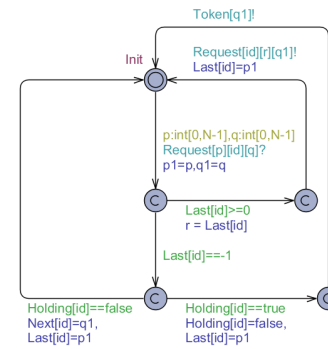 Token[q1]!
Request[id][r][q1]!
Last[id]=p1
Init
p:int[0,N-1],q:int[0,N-1]
Request[p][id][q]?
p1=p,q1=q
C
C
Last[id]>=0
r = Last[id]
Last[id]==-1
C
C
Holding[id]==false
Next[id]=q1,
Last[id]=p1
Holding[id]==true
Holding[id]=false,
Last[id]=p1